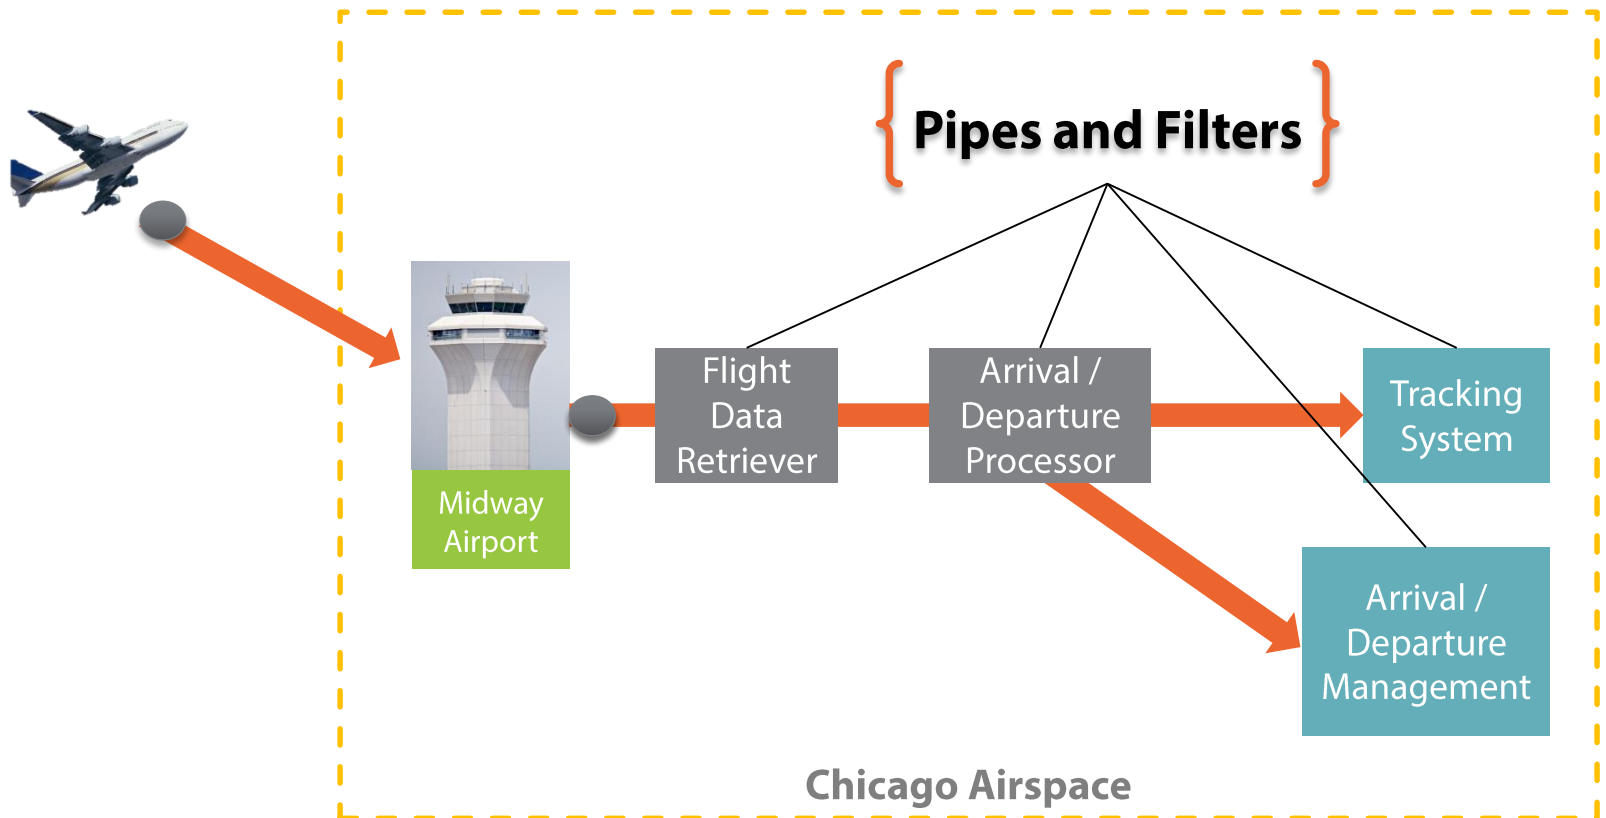 Pipes and Filters
Flight
Data
Retriever
Arrival /
Departure
Processor
Tracking
System
Midway
Airport
Arrival /
Departure
Management
Chicago Airspace